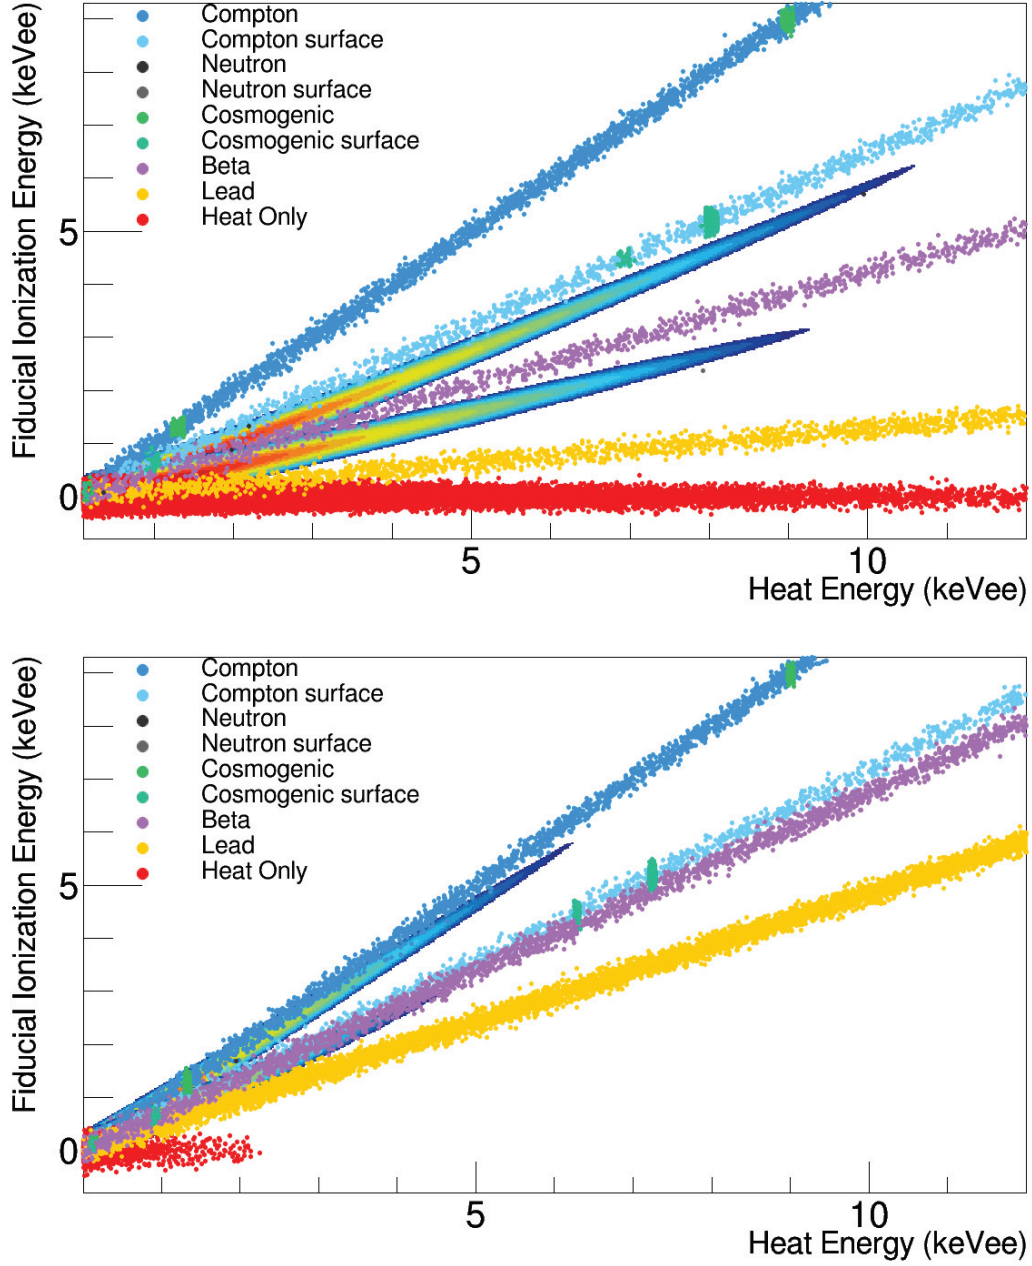 Fiducial Ionization Energy (keVee)
Compton
Compton surface
Neutron
Neutron surface
Cosmogenic
Cosmogenic surface
Beta
Lead
Heat Only
5
0
5
10
Heat Energy (keVee)
Fiducial Ionization Energy (keVee)
Compton
Compton surface
Neutron
Neutron surface
Cosmogenic
Cosmogenic surface
Beta
Lead
Heat Only
5
0
5
10
Heat Energy (keVee)